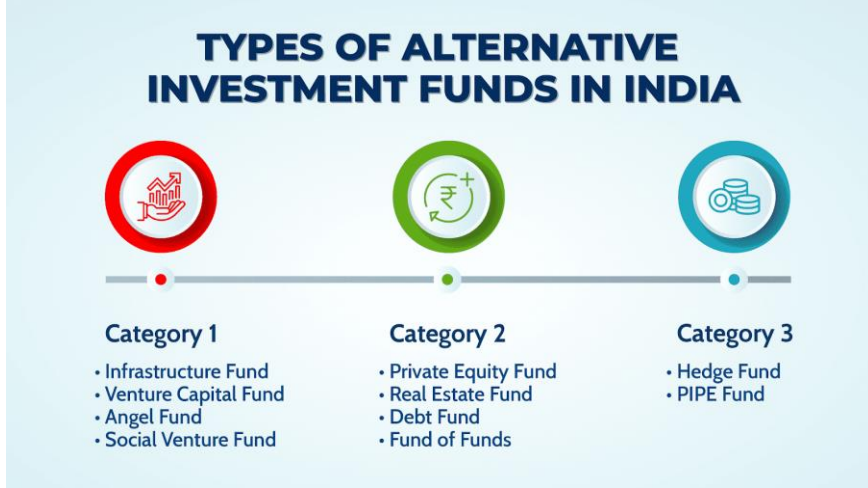 TYPES OF ALTERNATIVE
INVESTMENT FUNDS IN INDIA
₹
Category 1
• Infrastructure Fund
• Venture Capital Fund
• Angel Fund
• Social Venture Fund
Category 2
• Private Equity Fund
• Real Estate Fund
• Debt Fund
• Fund of Funds
Category 3
• Hedge Fund
• PIPE Fund